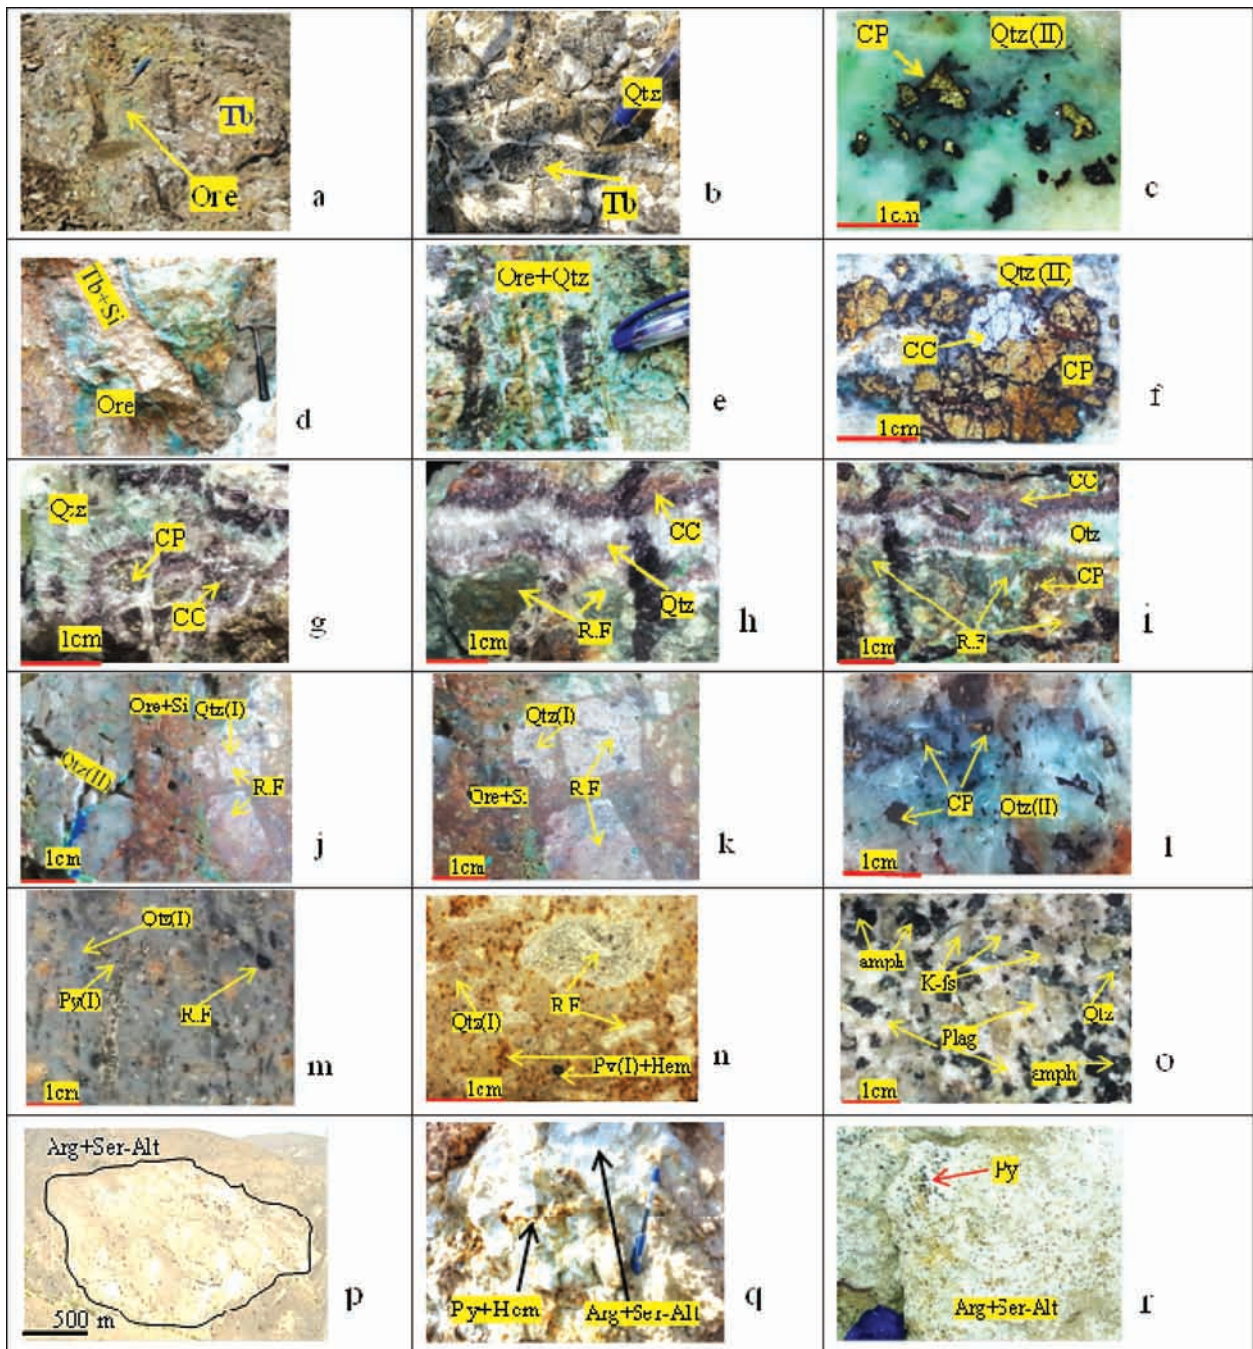 Tb
Ore
a
Qtz
Tb
b
CP
Qtz(II)
1cm
c
Tb+Si
Ore
d
Ore+Qtz
e
Qtz(II)
CC
CP
1cm
f
Qtz
CP
CC
1cm
g
CC
Qtz
R.F
1cm
h
CC
Qtz
CP
R.F
1cm
i
Ore+Si
Qtz(I)
Qtz(II)
R.F
1cm
j
Qtz(I)
R.F
Ore+Si
1cm
k
CP
Qtz(II)
1cm
l
Qtz(I)
Py(I)
R.F
1cm
m
R.F
Qtz(I)
Py(I)+Hem
1cm
n
amph
K-fs
Qtz
Plag
amph
1cm
o
Arg+Ser-Alt
500 m
p
Py+Hem
Arg+Ser-Alt
q
Py
Arg+Ser-Alt
r